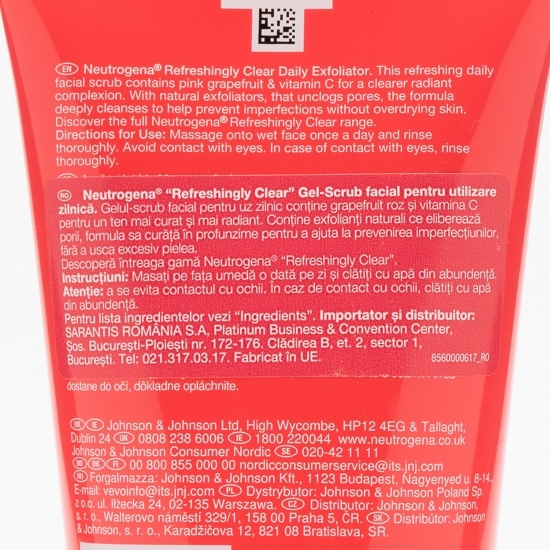 EN Neutrogena® Refreshingly Clear Daily Exfoliator. This refreshing daily
facial scrub contains pink grapefruit & vitamin C for a clearer radiant
complexion. With natural exfoliators, that unclogs pores, the formula
deeply cleanses to help prevent imperfections without overdrying skin.
Discover the full Neutrogena® Refreshingly Clear range.
Directions for Use: Massage onto wet face once a day and rinse
thoroughly. Avoid contact with eyes. In case of contact with eyes, rinse
thoroughly.
RO Neutrogena® “Refreshingly Clear” Gel-Scrub facial pentru utilizare
zilnică. Gelul-scrub facial pentru uz zilnic conține grapefruit roz și vitamina C
pentru un ten mai curat și mai radiant. Conține exfolianți naturali ce eliberează
porii, formula sa curăță în profunzime pentru a ajuta la prevenirea imperfecțiunilor,
fără a usca excesiv pielea.
Descoperă întreaga gamă Neutrogena® “Refreshingly Clear”.
Instrucțiuni: Masați pe fața umedă o dată pe zi și clătiți cu apă din abundență.
Atenție: a se evita contactul cu ochii. În caz de contact cu ochii, clătiți cu apă
din abundență.
Pentru lista ingredientelor vezi “Ingredients”. Importator și distribuitor:
SARANTIS ROMÂNIA S.A, Platinum Business & Convention Center,
Șos. București-Ploiești nr. 172-176. Clădirea B, et. 2, sector 1,
București. Tel: 021.317.03.17. Fabricat în UE.
8560000617_R0
dostane do očí, dôkladne opláchnite.
UK IE Johnson & Johnson Ltd, High Wycombe, HP12 4EG & Tallaght,
Dublin 24 UK 0808 238 6006 IE 1800 220044 www.neutrogena.co.uk
Johnson & Johnson Consumer Nordic SE 020-42 11 11
DK NO FI 00 800 855 000 00 nordicconsumerservice@its.jnj.com
HU Forgalmazza: Johnson & Johnson Kft., 1123 Budapest, Nagyenyed u. 8-14.
E-mail: vevoinfo@its.jnj.com PL Dystrybutor: Johnson & Johnson Poland Sp.
z o.o. ul. Iłżecka 24, 02-135 Warszawa. CZ Distributor: Johnson & Johnson,
s. r. o., Walterovo náměstí 329/1, 158 00 Praha 5, ČR. SK Distribútor: Johnson &
Johnson s. r. o., Karadžičova 12, 821 08 Bratislava, SR.